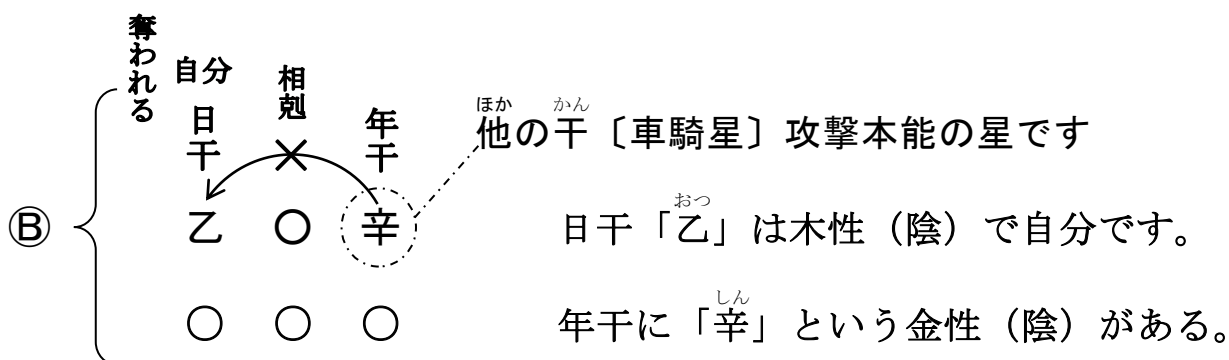 奪われる
自分
相剋
日干
年干
×
他の干〔車騎星〕攻撃本能の星です
ほか
かん
Ⓑ
乙 〇 辛
日干「乙」は木性（陰）で自分です。
おつ
〇 〇 〇
年干に「辛」という金性（陰）がある。
しん